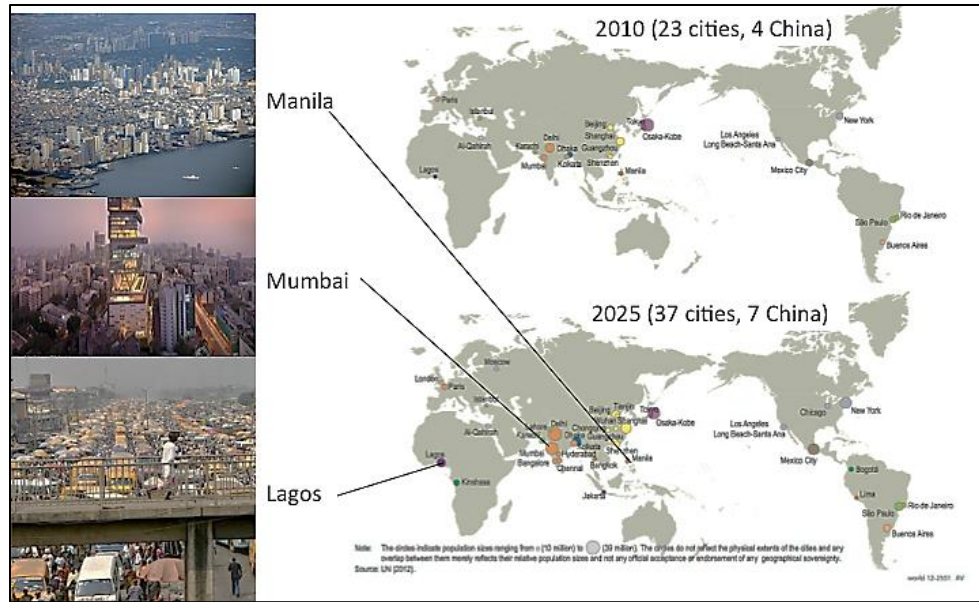 2010 (23 cities, 4 China)
Manila
Mumbai
Lagos
Paris
Istanbul
Al-Qahirah
Lagos
Karachi
Delhi
Mumbai
Dhaka
Kolkata
Beijing
Shanghai
Guangzhou
Shenzhen
Manila
Tokyo
Osaka-Kobe
Los Angeles
Long Beach-Santa Ana
New York
Mexico City
São Paulo
Rio de Janeiro
Buenos Aires
2025 (37 cities, 7 China)
Moscow
London
Paris
Istanbul
Al-Qahirah
Lagos
Kinshasa
Lahore
Karachi
Delhi
Mumbai
Bangalore
Kolkata
Hyderabad
Chennai
Beijing
Tianjin
Wuhan
Shanghai
Guangzhou
Shenzhen
Bangkok
Manila
Jakarta
Tokyo
Osaka-Kobe
Chicago
New York
Los Angeles
Long Beach-Santa Ana
Mexico City
Bogotá
Lima
São Paulo
Rio de Janeiro
Buenos Aires
Note: The circles indicate population sizes ranging from (10 million) to (39 million). The circles do not reflect the physical extents of the cities and any
overlap between them merely reflects their relative population sizes and not any official acceptance or endorsement of any geographical sovereignty.
Source: UN (2012).